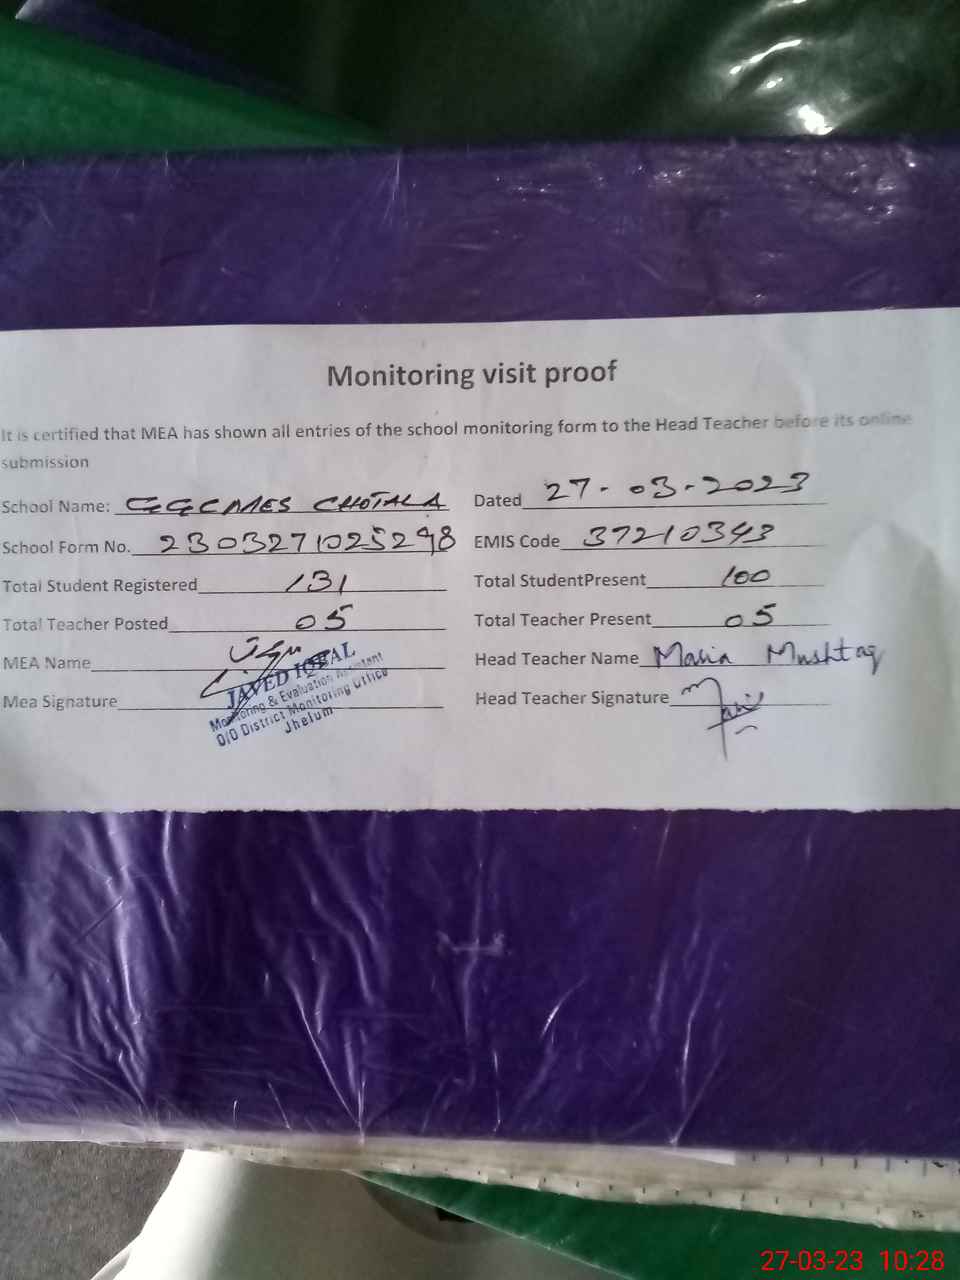 Monitoring visit proof
It is certified that MEA has shown all entries of the school monitoring form to the Head Teacher before its online
submission
School Name: GGCMES CHOTALA Dated 27-03-2023
School Form No. 2303271025298 EMIS Code 37210343
Total Student Registered 131 Total StudentPresent 100
Total Teacher Posted 05 Total Teacher Present 05
MEA Name Head Teacher Name Maria Mushtaq
Mea Signature Head Teacher Signature
JAVED IQBAL
Monitoring & Evaluation Assistant
O/O District Monitoring Office
Jhelum
27-03-23 10:28